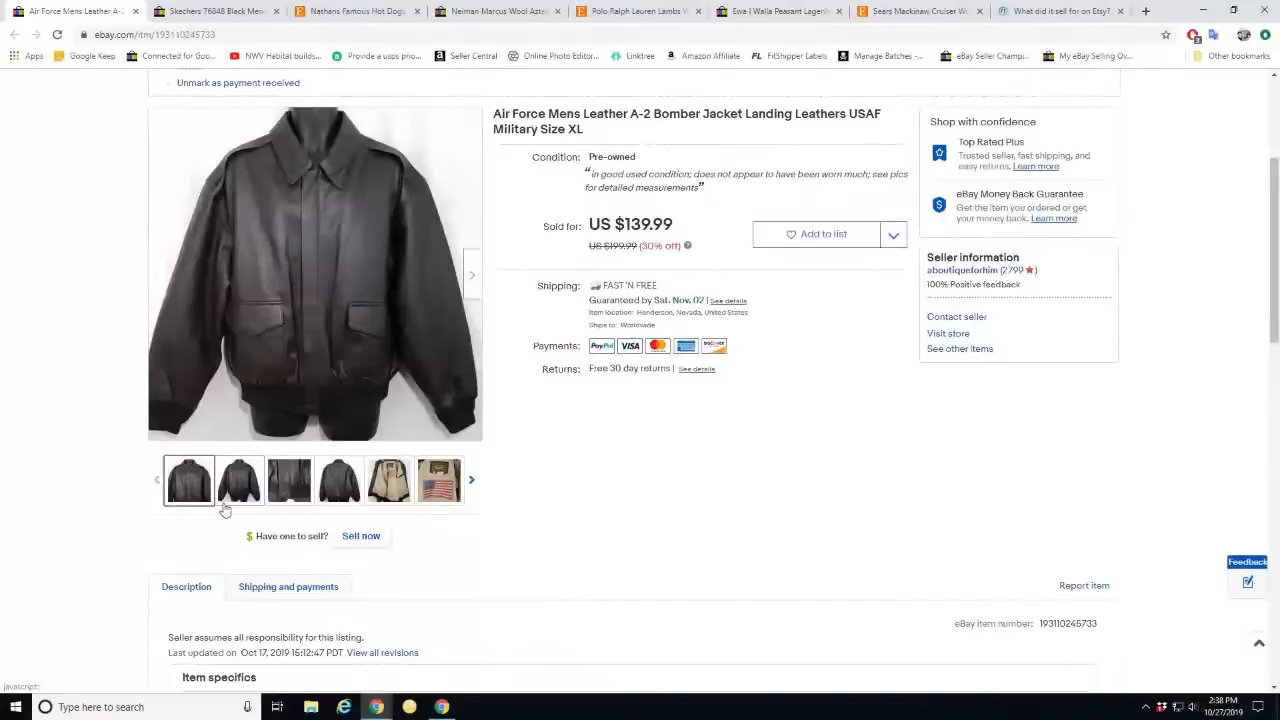 Air Force Mens Leather A-2
Skechers 76848 Black Mens
Nathans Famous Hot Dogs
Neiman Marcus Wool Azte
Polo Ralph Lauren Lambs
Ewa I Walla Peasant Lagen
Sears Mackinaw Cruiser W
What did it sell for on Etsy?
ebay.com/itm/193110245733
Apps
Google Keep
Connected for Goo...
NWV Habitat builds...
Provide a usps prio...
Seller Central
Online Photo Editor...
Linktree
Amazon Affiliate
FL FitShipper Labels
Manage Batches -...
eBay Seller Champi...
My eBay Selling Ov...
Other bookmarks
Unmark as payment received
Air Force Mens Leather A-2 Bomber Jacket Landing Leathers USAF
Military Size XL
Condition: Pre-owned
“in good used condition; does not appear to have been worn much; see pics
for detailed measurements”
Sold for: US $139.99
US $199.99 (30% off)
Add to list
Shipping: FAST 'N FREE
Guaranteed by Sat. Nov. 02 | See details
Item location: Henderson, Nevada, United States
Ships to: Worldwide
Payments: PayPal VISA MasterCard DISCOVER
Returns: Free 30 day returns | See details
Shop with confidence
Top Rated Plus
Trusted seller, fast shipping, and
easy returns. Learn more
eBay Money Back Guarantee
Get the item you ordered or get
your money back. Learn more
Seller information
aboutiqueforhim (2799 )
100% Positive feedback
Contact seller
Visit store
See other items
$ Have one to sell? Sell now
Feedback
Description
Shipping and payments
Report item
eBay item number: 193110245733
Seller assumes all responsibility for this listing.
Last updated on Oct 17, 2019 15:12:47 PDT View all revisions
Item specifics
javascript:;
Type here to search
2:38 PM
10/27/2019